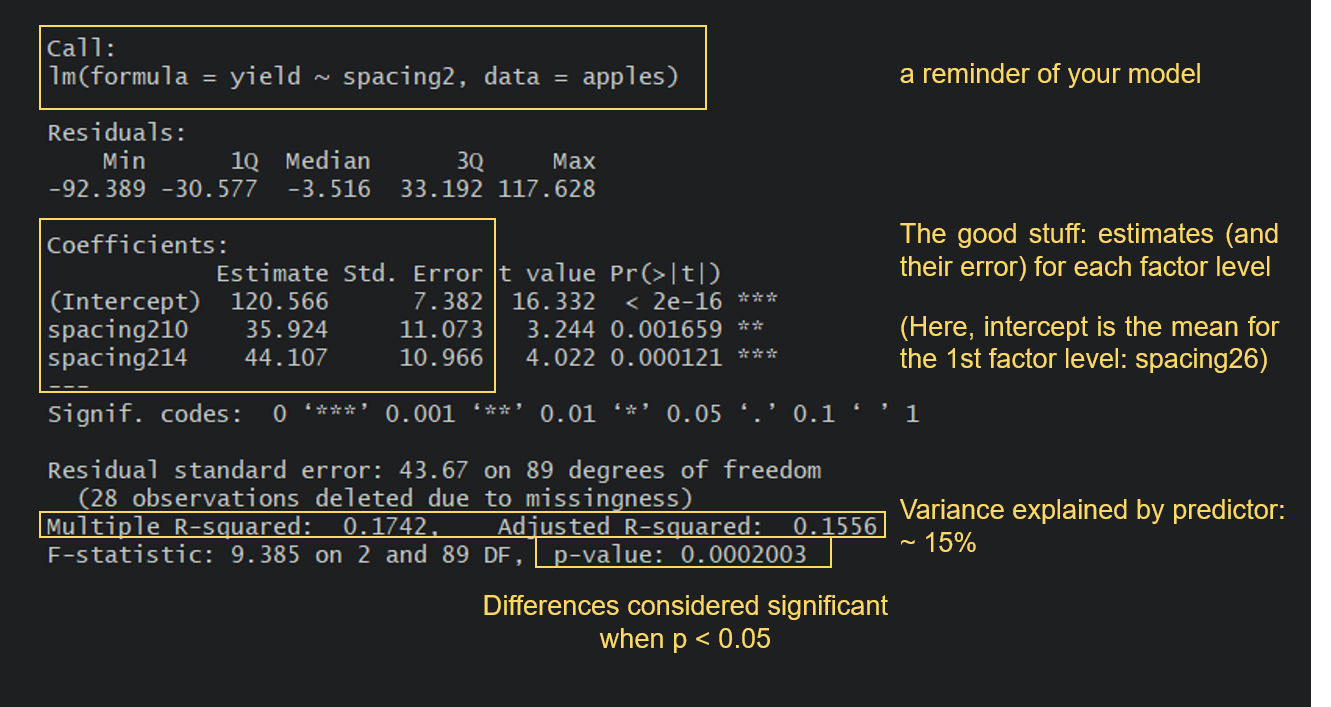 Call:
lm(formula = yield ~ spacing2, data = apples)
a reminder of your model
Residuals:
Min 1Q Median 3Q Max
-92.389 -30.577 -3.516 33.192 117.628
Coefficients:
Estimate Std. Error t value Pr(>|t|)
(Intercept) 120.566 7.382 16.332 < 2e-16 ***
spacing210 35.924 11.073 3.244 0.001659 **
spacing214 44.107 10.966 4.022 0.000121 ***
---
The good stuff: estimates (and
their error) for each factor level
(Here, intercept is the mean for
the 1st factor level: spacing26)
Signif. codes: 0 ‘***’ 0.001 ‘**’ 0.01 ‘*’ 0.05 ‘.’ 0.1 ‘ ’ 1
Residual standard error: 43.67 on 89 degrees of freedom
(28 observations deleted due to missingness)
Multiple R-squared: 0.1742, Adjusted R-squared: 0.1556
F-statistic: 9.385 on 2 and 89 DF, p-value: 0.0002003
Variance explained by predictor:
~ 15%
Differences considered significant
when p < 0.05